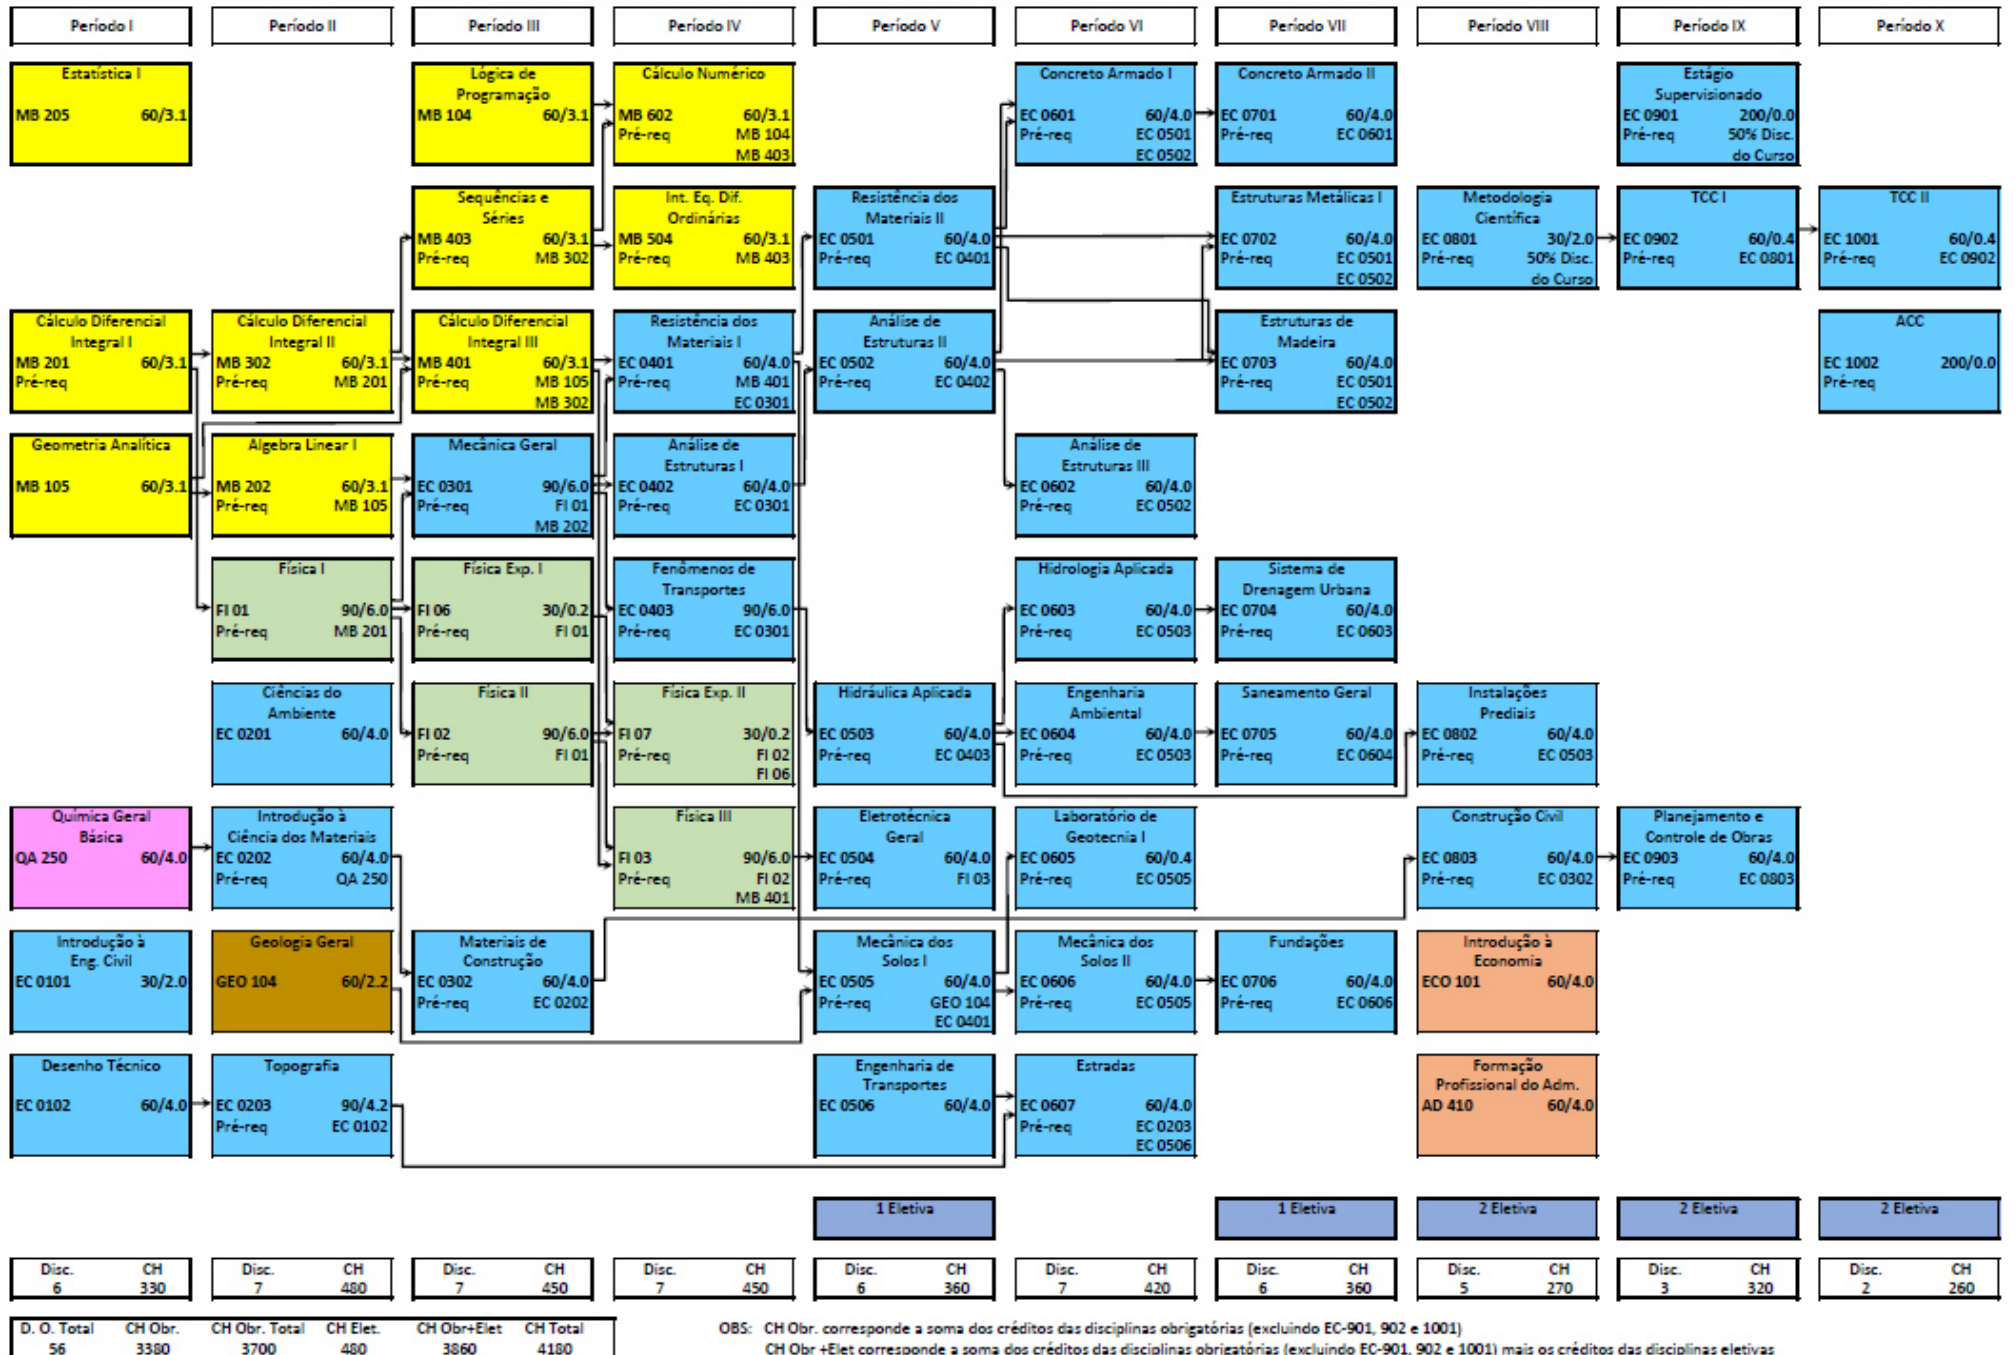 Período I
Período II
Período III
Período IV
Período V
Período VI
Período VII
Período VIII
Período IX
Período X
Estatística I
MB 205 60/3.1
Lógica de
Programação
MB 104 60/3.1
Cálculo Numérico
MB 602 60/3.1
Pré-req MB 104
MB 403
Concreto Armado I
EC 0601 60/4.0
Pré-req EC 0501
EC 0502
Concreto Armado II
EC 0701 60/4.0
Pré-req EC 0601
Estágio
Supervisionado
EC 0901 200/0.0
Pré-req 50% Disc.
do Curso
Sequências e
Séries
MB 403 60/3.1
Pré-req MB 302
Int. Eq. Dif.
Ordinárias
MB 504 60/3.1
Pré-req MB 403
Resistência dos
Materiais II
EC 0501 60/4.0
Pré-req EC 0401
Estruturas Metálicas I
EC 0702 60/4.0
Pré-req EC 0501
EC 0502
Metodologia
Científica
EC 0801 30/2.0
Pré-req 50% Disc.
do Curso
TCC I
EC 0902 60/0.4
Pré-req EC 0801
TCC II
EC 1001 60/0.4
Pré-req EC 0902
Cálculo Diferencial
Integral I
MB 201 60/3.1
Pré-req
Cálculo Diferencial
Integral II
MB 302 60/3.1
Pré-req MB 201
Cálculo Diferencial
Integral III
MB 401 60/3.1
Pré-req MB 105
MB 302
Resistência dos
Materiais I
EC 0401 60/4.0
Pré-req MB 401
EC 0301
Análise de
Estruturas II
EC 0502 60/4.0
Pré-req EC 0402
Estruturas de
Madeira
EC 0703 60/4.0
Pré-req EC 0501
EC 0502
ACC
EC 1002 200/0.0
Pré-req
Geometria Analítica
MB 105 60/3.1
Algebra Linear I
MB 202 60/3.1
Pré-req MB 105
Mecânica Geral
EC 0301 90/6.0
Pré-req FI 01
MB 202
Análise de
Estruturas I
EC 0402 60/4.0
Pré-req EC 0301
Análise de
Estruturas III
EC 0602 60/4.0
Pré-req EC 0502
Física I
FI 01 90/6.0
Pré-req MB 201
Física Exp. I
FI 06 30/0.2
Pré-req FI 01
Fenômenos de
Transportes
EC 0403 90/6.0
Pré-req EC 0301
Hidrologia Aplicada
EC 0603 60/4.0
Pré-req EC 0503
Sistema de
Drenagem Urbana
EC 0704 60/4.0
Pré-req EC 0603
Ciências do
Ambiente
EC 0201 60/4.0
Física II
FI 02 90/6.0
Pré-req FI 01
Física Exp. II
FI 07 30/0.2
Pré-req FI 02
FI 06
Hidráulica Aplicada
EC 0503 60/4.0
Pré-req EC 0403
Engenharia
Ambiental
EC 0604 60/4.0
Pré-req EC 0503
Saneamento Geral
EC 0705 60/4.0
Pré-req EC 0604
Instalações
Prediais
EC 0802 60/4.0
Pré-req EC 0503
Química Geral
Básica
QA 250 60/4.0
Introdução à
Ciência dos Materiais
EC 0202 60/4.0
Pré-req QA 250
Física III
FI 03 90/6.0
Pré-req FI 02
MB 401
Eletrotécnica
Geral
EC 0504 60/4.0
Pré-req FI 03
Laboratório de
Geotecnia I
EC 0605 60/0.4
Pré-req EC 0505
Construção Civil
EC 0803 60/4.0
Pré-req EC 0302
Planejamento e
Controle de Obras
EC 0903 60/4.0
Pré-req EC 0803
Introdução à
Eng. Civil
EC 0101 30/2.0
Geologia Geral
GEO 104 60/2.2
Materiais de
Construção
EC 0302 60/4.0
Pré-req EC 0202
Mecânica dos
Solos I
EC 0505 60/4.0
Pré-req GEO 104
EC 0401
Mecânica dos
Solos II
EC 0606 60/4.0
Pré-req EC 0505
Fundações
EC 0706 60/4.0
Pré-req EC 0606
Introdução à
Economia
ECO 101 60/4.0
Desenho Técnico
EC 0102 60/4.0
Topografia
EC 0203 90/4.2
Pré-req EC 0102
Engenharia de
Transportes
EC 0506 60/4.0
Estradas
EC 0607 60/4.0
Pré-req EC 0203
EC 0506
Formação
Profissional do Adm.
AD 410 60/4.0
1 Eletiva
1 Eletiva
2 Eletiva
2 Eletiva
2 Eletiva
Disc. CH Disc. CH Disc. CH Disc. CH Disc. CH Disc. CH Disc. CH Disc. CH Disc. CH Disc. CH
6 330 7 480 7 450 7 450 6 360 7 420 6 360 5 270 3 320 2 260
D. O. Total CH Obr. CH Obr. Total CH Elet. CH Obr+Elet CH Total
56 3380 3700 480 3860 4180
OBS: CH Obr. corresponde a soma dos créditos das disciplinas obrigatórias (excluindo EC-901, 902 e 1001)
CH Obr +Elet corresponde a soma dos créditos das disciplinas obrigatórias (excluindo EC-901, 902 e 1001) mais os créditos das disciplinas eletivas